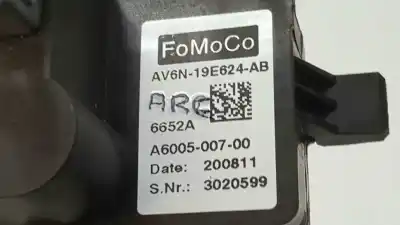 FoMoCo
AV6N-19E624-AB
ARC
6652A
A6005-007-00
Date: 200811
S.Nr.: 3020599